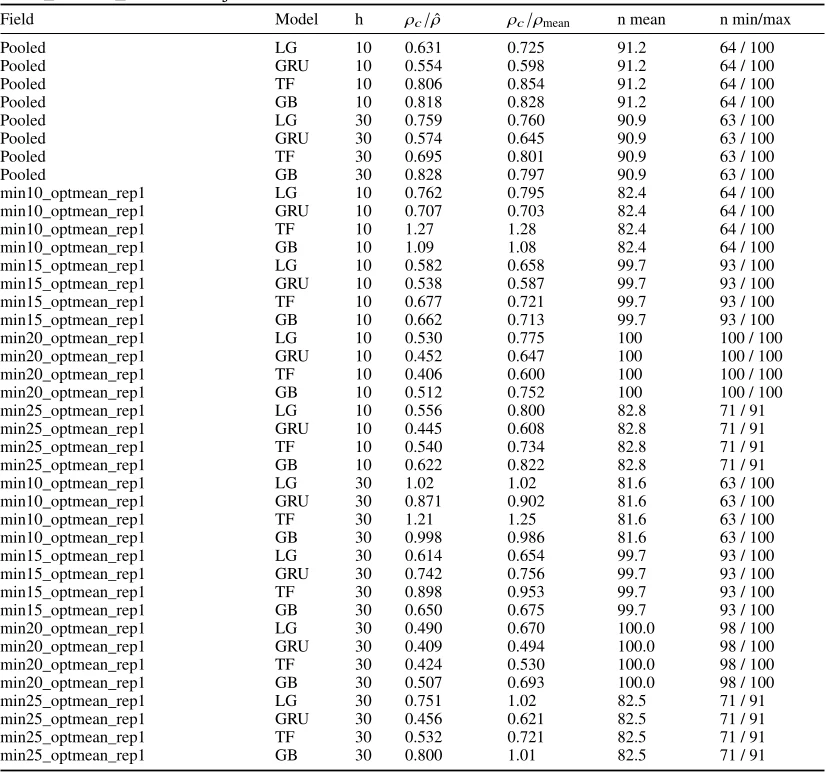 Field Model h ρc/ρ̂ ρc/ρmean n mean n min/max
Pooled LG 10 0.631 0.725 91.2 64 / 100
Pooled GRU 10 0.554 0.598 91.2 64 / 100
Pooled TF 10 0.806 0.854 91.2 64 / 100
Pooled GB 10 0.818 0.828 91.2 64 / 100
Pooled LG 30 0.759 0.760 90.9 63 / 100
Pooled GRU 30 0.574 0.645 90.9 63 / 100
Pooled TF 30 0.695 0.801 90.9 63 / 100
Pooled GB 30 0.828 0.797 90.9 63 / 100
min10_optmean_rep1 LG 10 0.762 0.795 82.4 64 / 100
min10_optmean_rep1 GRU 10 0.707 0.703 82.4 64 / 100
min10_optmean_rep1 TF 10 1.27 1.28 82.4 64 / 100
min10_optmean_rep1 GB 10 1.09 1.08 82.4 64 / 100
min15_optmean_rep1 LG 10 0.582 0.658 99.7 93 / 100
min15_optmean_rep1 GRU 10 0.538 0.587 99.7 93 / 100
min15_optmean_rep1 TF 10 0.677 0.721 99.7 93 / 100
min15_optmean_rep1 GB 10 0.662 0.713 99.7 93 / 100
min20_optmean_rep1 LG 10 0.530 0.775 100 100 / 100
min20_optmean_rep1 GRU 10 0.452 0.647 100 100 / 100
min20_optmean_rep1 TF 10 0.406 0.600 100 100 / 100
min20_optmean_rep1 GB 10 0.512 0.752 100 100 / 100
min25_optmean_rep1 LG 10 0.556 0.800 82.8 71 / 91
min25_optmean_rep1 GRU 10 0.445 0.608 82.8 71 / 91
min25_optmean_rep1 TF 10 0.540 0.734 82.8 71 / 91
min25_optmean_rep1 GB 10 0.622 0.822 82.8 71 / 91
min10_optmean_rep1 LG 30 1.02 1.02 81.6 63 / 100
min10_optmean_rep1 GRU 30 0.871 0.902 81.6 63 / 100
min10_optmean_rep1 TF 30 1.21 1.25 81.6 63 / 100
min10_optmean_rep1 GB 30 0.998 0.986 81.6 63 / 100
min15_optmean_rep1 LG 30 0.614 0.654 99.7 93 / 100
min15_optmean_rep1 GRU 30 0.742 0.756 99.7 93 / 100
min15_optmean_rep1 TF 30 0.898 0.953 99.7 93 / 100
min15_optmean_rep1 GB 30 0.650 0.675 99.7 93 / 100
min20_optmean_rep1 LG 30 0.490 0.670 100.0 98 / 100
min20_optmean_rep1 GRU 30 0.409 0.494 100.0 98 / 100
min20_optmean_rep1 TF 30 0.424 0.530 100.0 98 / 100
min20_optmean_rep1 GB 30 0.507 0.693 100.0 98 / 100
min25_optmean_rep1 LG 30 0.751 1.02 82.5 71 / 91
min25_optmean_rep1 GRU 30 0.456 0.621 82.5 71 / 91
min25_optmean_rep1 TF 30 0.532 0.721 82.5 71 / 91
min25_optmean_rep1 GB 30 0.800 1.01 82.5 71 / 91